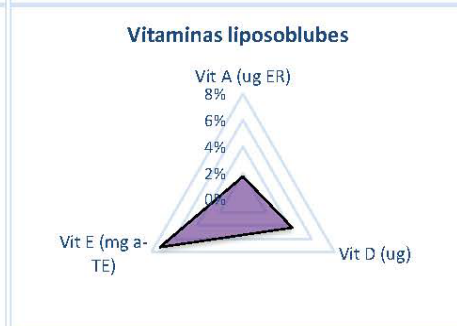 Vitaminas liposoblubes
Vit A (ug ER)
8%
6%
4%
2%
0%
Vit E (mg a-
TE)
Vit D (ug)